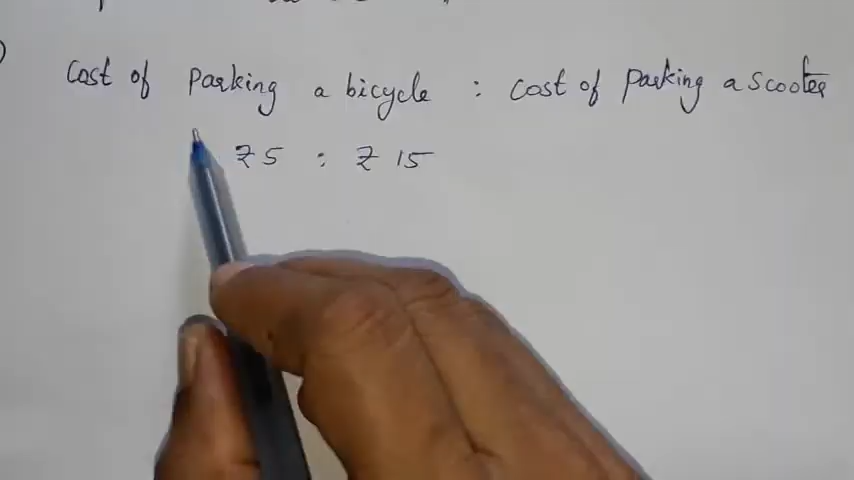 )
Cost of parking a bicycle : cost of parking a scooter
₹ 5 : ₹ 15